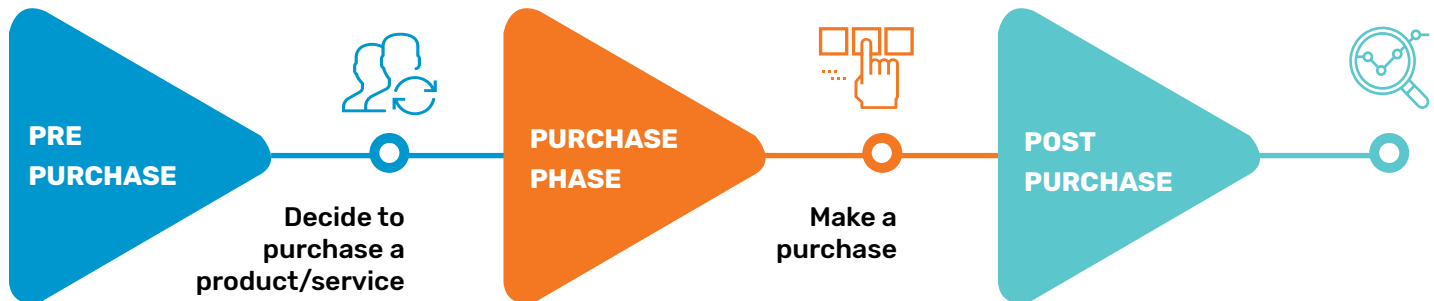 PRE
PURCHASE
Decide to
purchase a
product/service
PURCHASE
PHASE
Make a
purchase
POST
PURCHASE